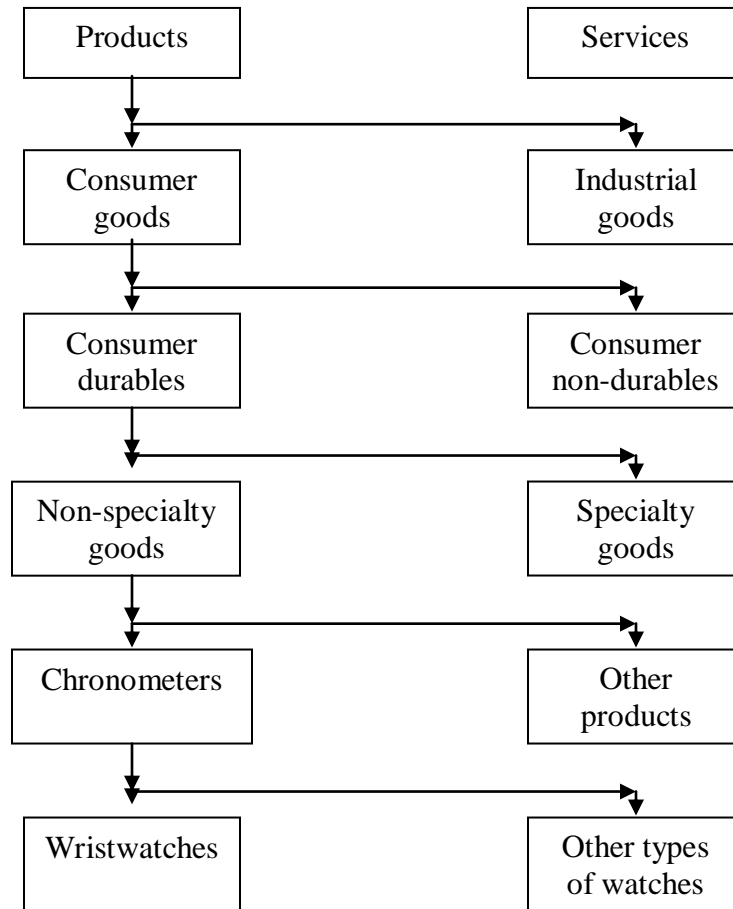 Products
Services
Consumer
goods
Industrial
goods
Consumer
durables
Consumer
non-durables
Non-specialty
goods
Specialty
goods
Chronometers
Other
products
Wristwatches
Other types
of watches